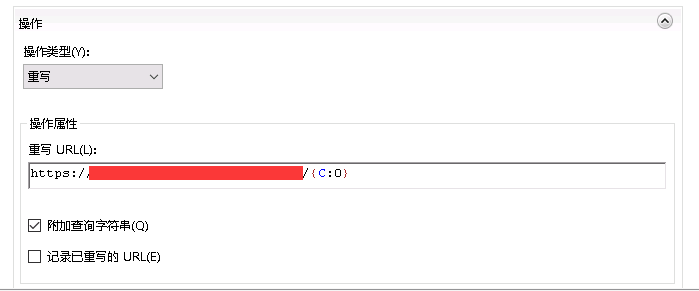 操作
操作类型(Y):
重写
操作属性
重写 URL(L):
https://
/{C:0}
附加查询字符串(Q)
记录已重写的 URL(E)